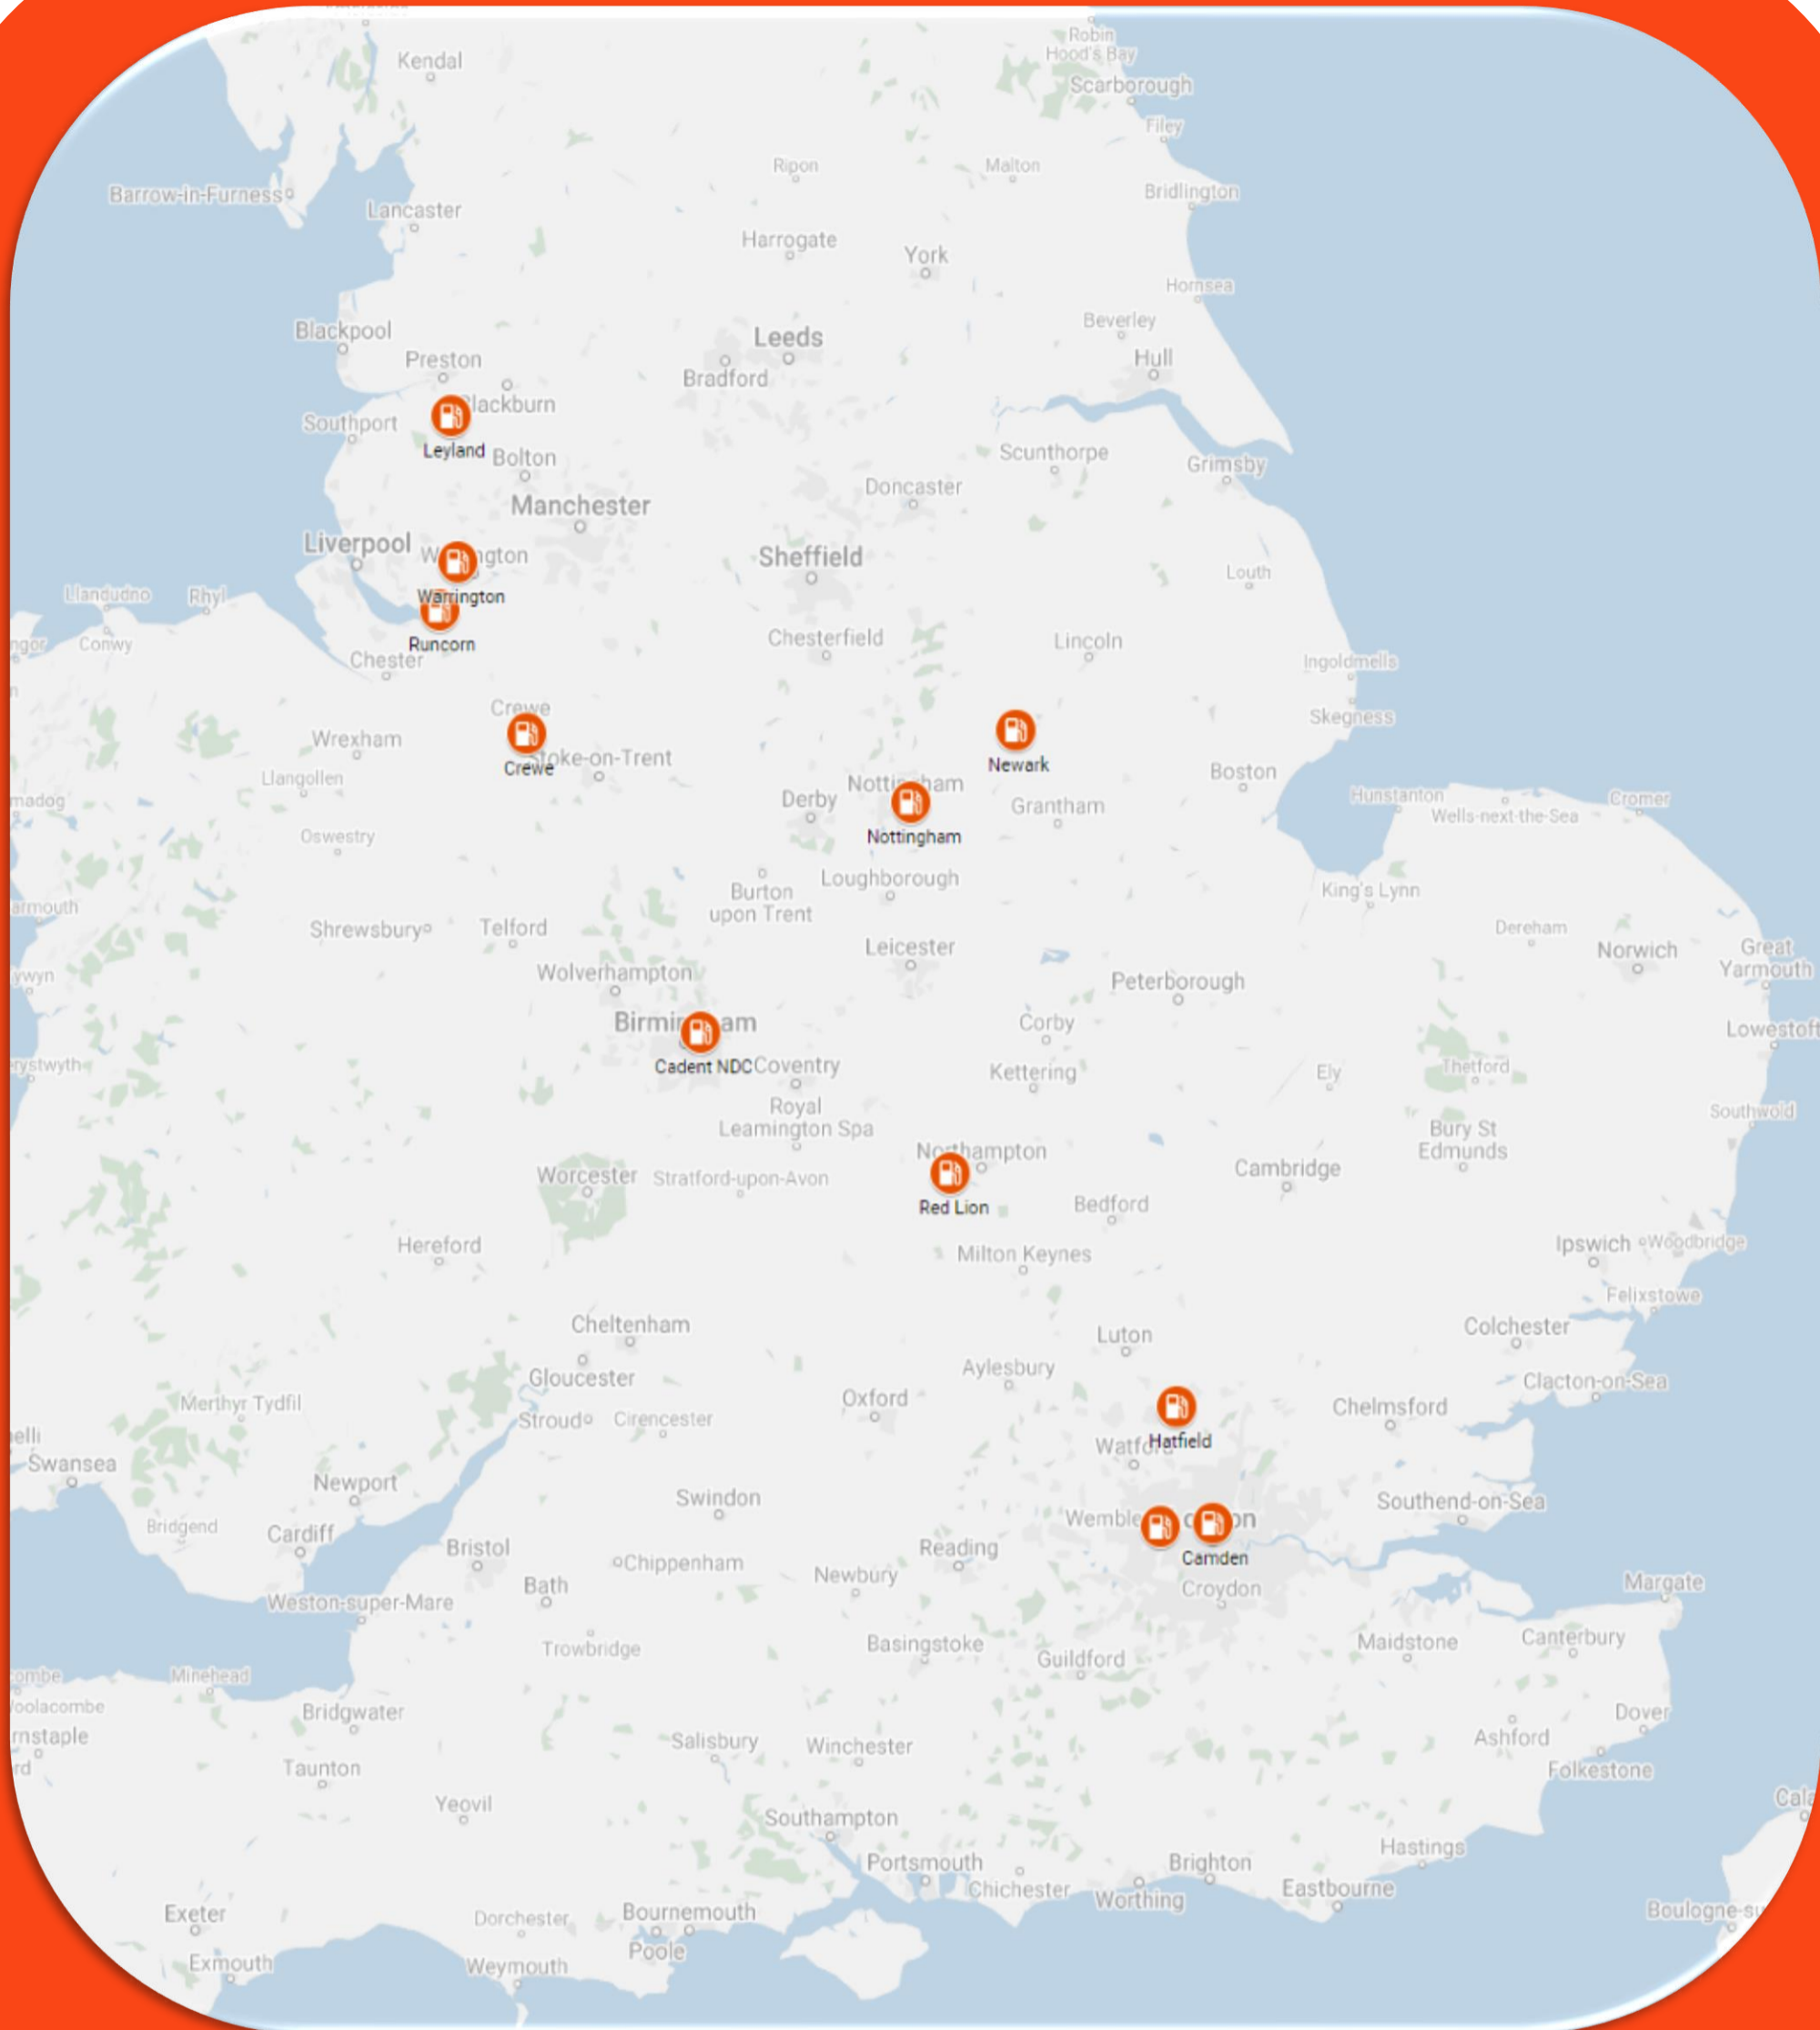 Kendal
Robin
Hood's Bay
Scarborough
Filey
Ripon
Malton
Barrow-in-Furness
Bridlington
Lancaster
Harrogate
York
Hornsea
Blackpool
Beverley
Leeds
Preston
Hull
Bradford
Blackburn
Southport
Leyland
Bolton
Scunthorpe
Grimsby
Doncaster
Manchester
Liverpool
Sheffield
Louth
Llandudno
Rhyl
Warrington
Conwy
Runcorn
Chester
Chesterfield
Lincoln
Ingoldmells
Crewe
Skegness
Wrexham
Stoke-on-Trent
Crewe
Newark
Llangollen
Boston
Nottingham
Derby
Grantham
Hunstanton
Cromer
Wells-next-the-Sea
Oswestry
Nottingham
Loughborough
Burton
upon Trent
King's Lynn
Shrewsbury
Telford
Dereham
Leicester
Norwich
Great
Yarmouth
Wolverhampton
Peterborough
Birmingham
Corby
Lowestoft
Cadent NDC
Coventry
Kettering
Ely
Thetford
Royal
Leamington Spa
Southwold
Bury St
Edmunds
Northampton
Worcester
Stratford-upon-Avon
Cambridge
Red Lion
Bedford
Hereford
Milton Keynes
Ipswich
Woodbridge
Felixstowe
Cheltenham
Luton
Colchester
Gloucester
Aylesbury
Clacton-on-Sea
Merthyr Tydfil
Oxford
Chelmsford
Stroud
Cirencester
Watford
Hatfield
Swansea
Newport
Swindon
Southend-on-Sea
Bridgend
Cardiff
Wemble
on
Bristol
Chippenham
Reading
Camden
Newbury
Bath
Croydon
Margate
Weston-super-Mare
Trowbridge
Basingstoke
Guildford
Maidstone
Canterbury
Minehead
oolacombe
Bridgwater
rnstaple
Dover
Salisbury
Winchester
Ashford
Taunton
Folkestone
Yeovil
Southampton
Hastings
Portsmouth
Chichester
Brighton
Worthing
Eastbourne
Exeter
Dorchester
Bournemouth
Poole
Boulogne-su
Exmouth
Weymouth